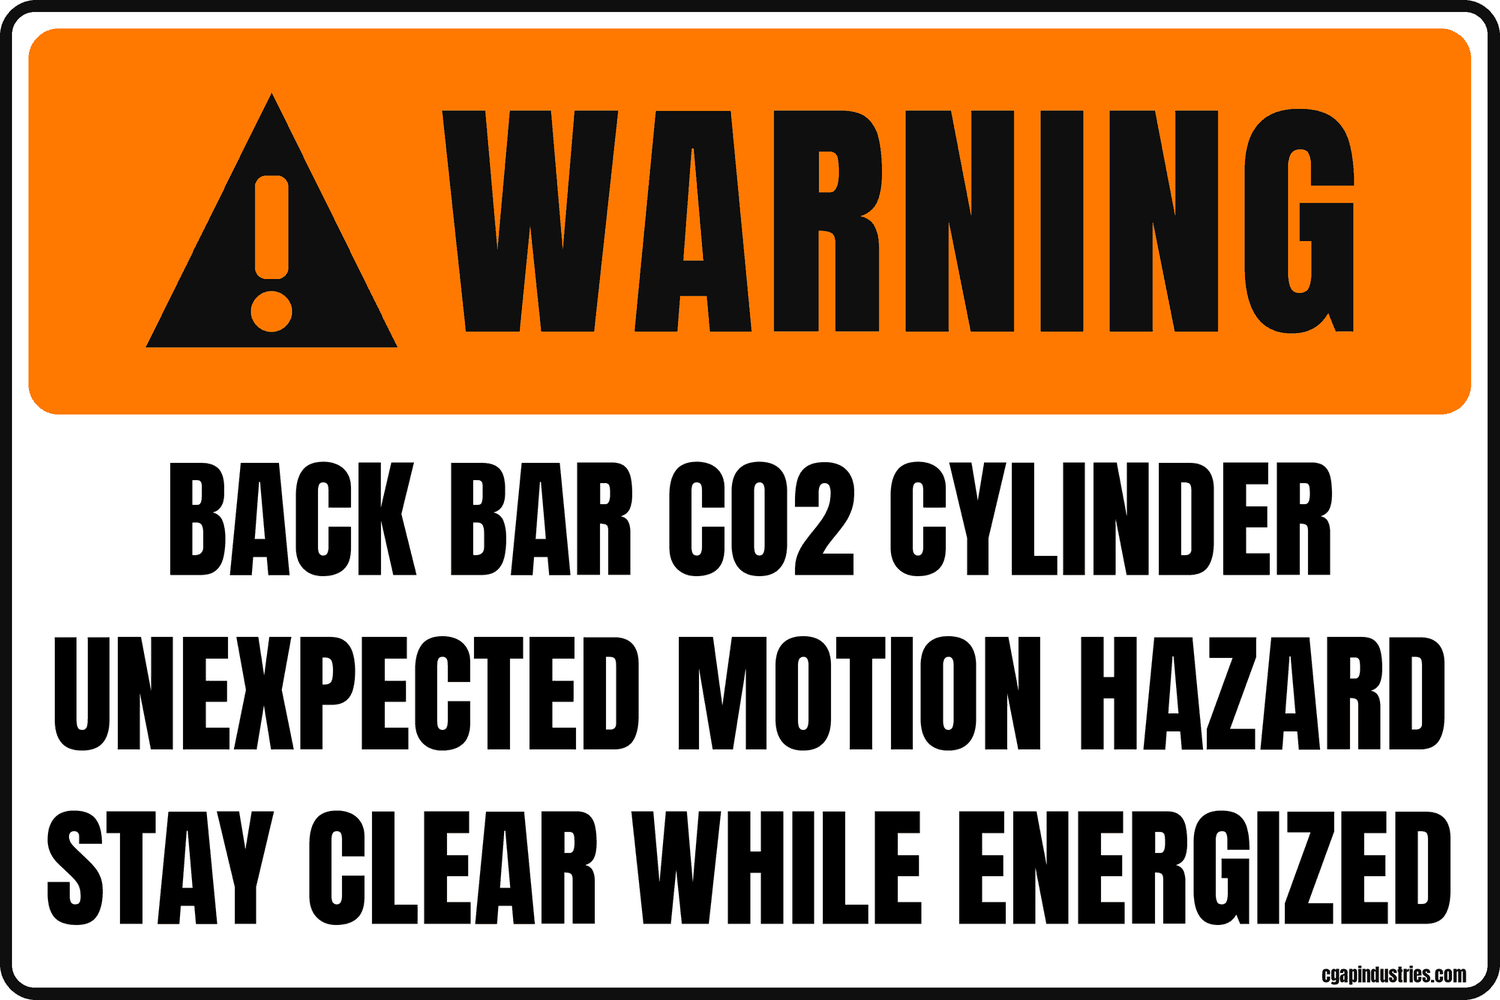 WARNING
BACK BAR CO2 CYLINDER
UNEXPECTED MOTION HAZARD
STAY CLEAR WHILE ENERGIZED
cgapindustries.com